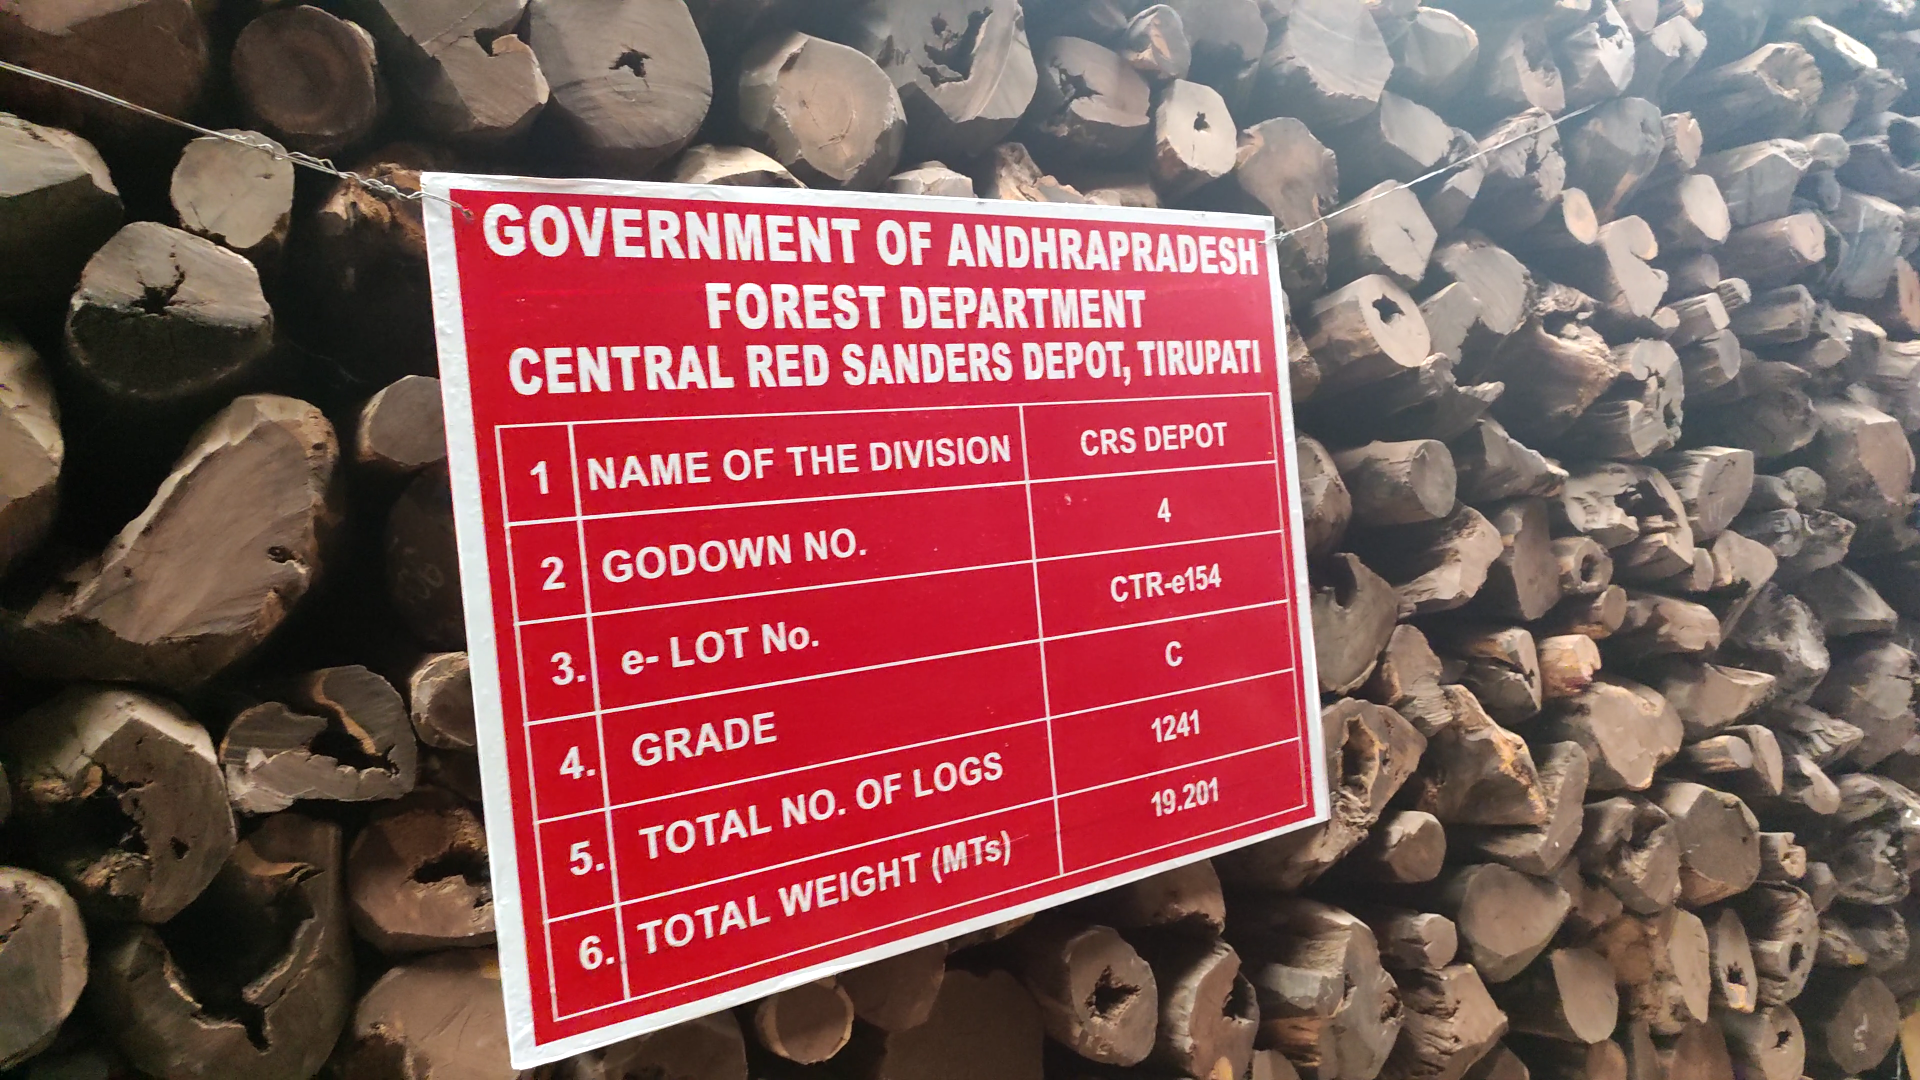 GOVERNMENT OF ANDHRAPRADESH
FOREST DEPARTMENT
CENTRAL RED SANDERS DEPOT, TIRUPATI
1 NAME OF THE DIVISION CRS DEPOT
2 GODOWN NO. 4
3. e- LOT No. CTR-e154
4. GRADE C
5. TOTAL NO. OF LOGS 1241
6. TOTAL WEIGHT (MTs) 19.201